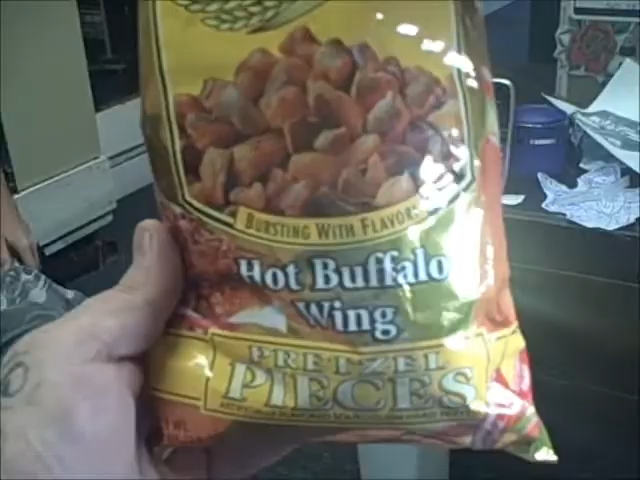 BURSTING WITH FLAVOR!
Hot Buffalo
Wing
PRETZEL
PIECES